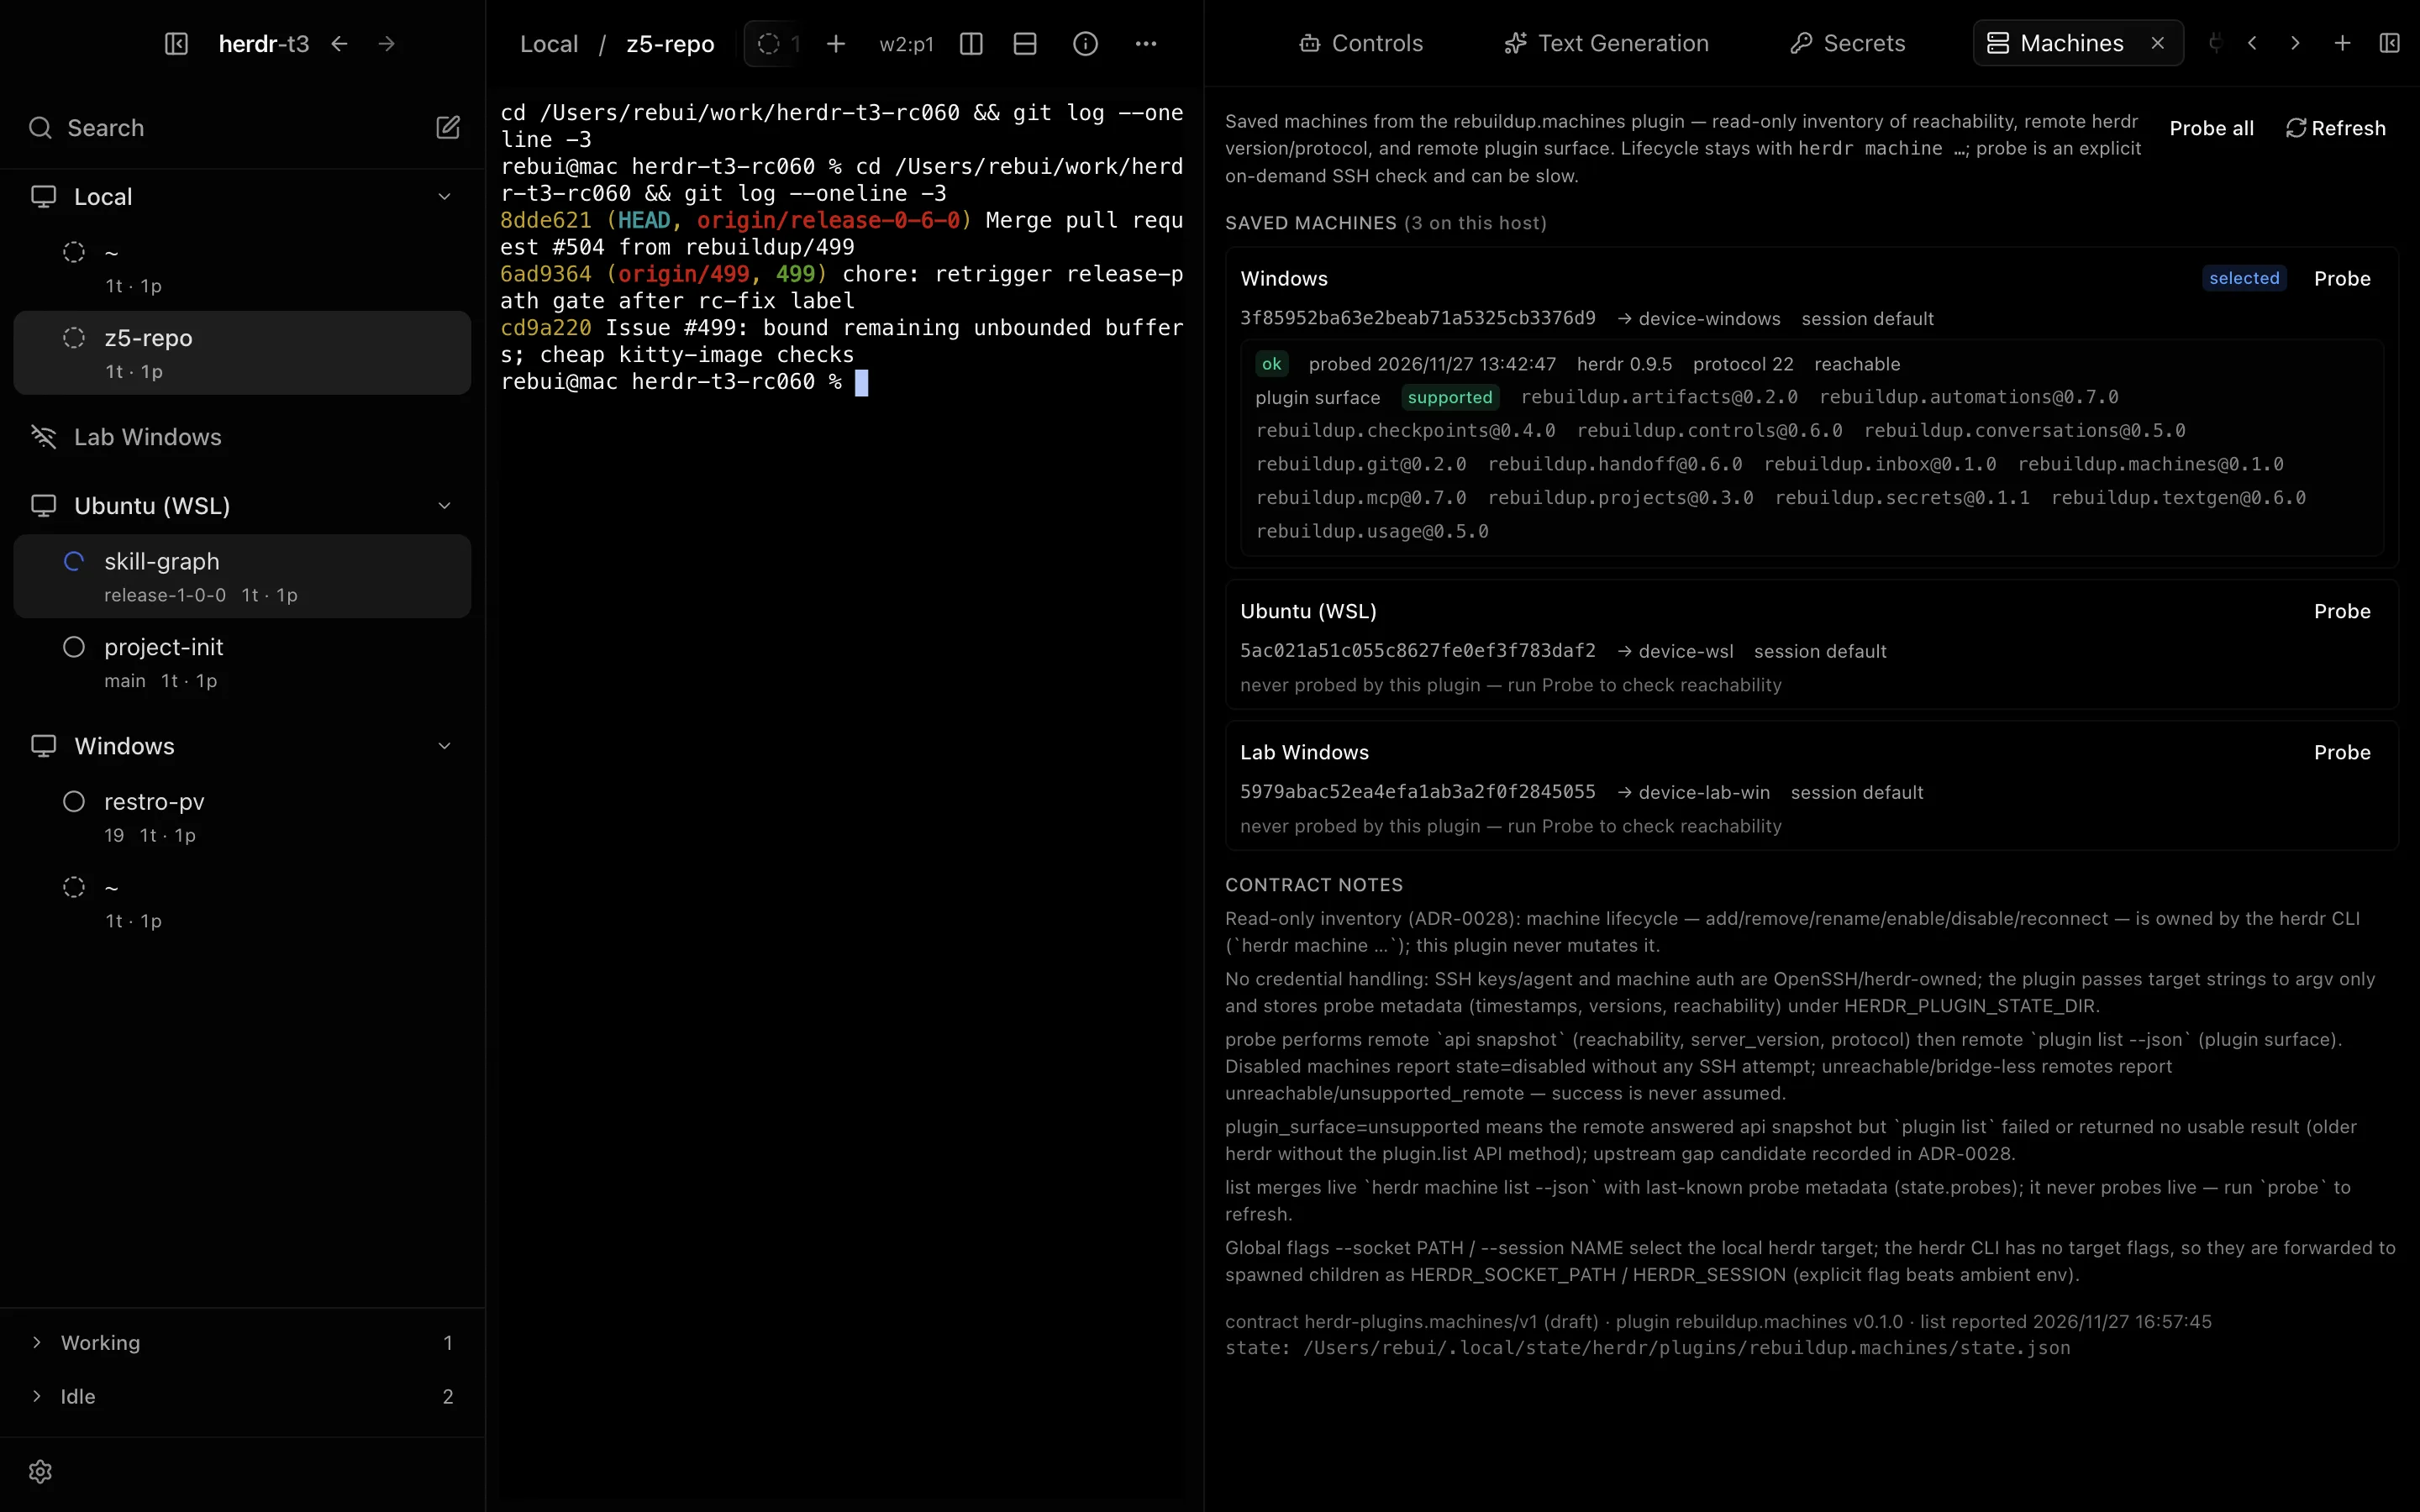 herdr-t3
Search
Local
~
1t · 1p
z5-repo
1t · 1p
Lab Windows
Ubuntu (WSL)
skill-graph
release-1-0-0 1t · 1p
project-init
main 1t · 1p
Windows
restro-pv
19 1t · 1p
~
1t · 1p
Working 1
Idle 2
Local / z5-repo 1 w2:p1
cd /Users/rebui/work/herdr-t3-rc060 && git log --one
line -3
rebui@mac herdr-t3-rc060 % cd /Users/rebui/work/herd
r-t3-rc060 && git log --oneline -3
8dde621 (HEAD, origin/release-0-6-0) Merge pull requ
est #504 from rebuildup/499
6ad9364 (origin/499, 499) chore: retrigger release-p
ath gate after rc-fix label
cd9a220 Issue #499: bound remaining unbounded buffer
s; cheap kitty-image checks
rebui@mac herdr-t3-rc060 %
Controls Text Generation Secrets Machines
Saved machines from the rebuildup.machines plugin — read-only inventory of reachability, remote herdr
version/protocol, and remote plugin surface. Lifecycle stays with herdr machine …; probe is an explicit
on-demand SSH check and can be slow.
Probe all Refresh
SAVED MACHINES (3 on this host)
Windows selected Probe
3f85952ba63e2beab71a5325cb3376d9 → device-windows session default
ok probed 2026/11/27 13:42:47 herdr 0.9.5 protocol 22 reachable
plugin surface supported rebuildup.artifacts@0.2.0 rebuildup.automations@0.7.0
rebuildup.checkpoints@0.4.0 rebuildup.controls@0.6.0 rebuildup.conversations@0.5.0
rebuildup.git@0.2.0 rebuildup.handoff@0.6.0 rebuildup.inbox@0.1.0 rebuildup.machines@0.1.0
rebuildup.mcp@0.7.0 rebuildup.projects@0.3.0 rebuildup.secrets@0.1.1 rebuildup.textgen@0.6.0
rebuildup.usage@0.5.0
Ubuntu (WSL) Probe
5ac021a51c055c8627fe0ef3f783daf2 → device-wsl session default
never probed by this plugin — run Probe to check reachability
Lab Windows Probe
5979abac52ea4efa1ab3a2f0f2845055 → device-lab-win session default
never probed by this plugin — run Probe to check reachability
CONTRACT NOTES
Read-only inventory (ADR-0028): machine lifecycle — add/remove/rename/enable/disable/reconnect — is owned by the herdr CLI
(`herdr machine …`); this plugin never mutates it.
No credential handling: SSH keys/agent and machine auth are OpenSSH/herdr-owned; the plugin passes target strings to argv only
and stores probe metadata (timestamps, versions, reachability) under HERDR_PLUGIN_STATE_DIR.
probe performs remote `api snapshot` (reachability, server_version, protocol) then remote `plugin list --json` (plugin surface).
Disabled machines report state=disabled without any SSH attempt; unreachable/bridge-less remotes report
unreachable/unsupported_remote — success is never assumed.
plugin_surface=unsupported means the remote answered api snapshot but `plugin list` failed or returned no usable result (older
herdr without the plugin.list API method); upstream gap candidate recorded in ADR-0028.
list merges live `herdr machine list --json` with last-known probe metadata (state.probes); it never probes live — run `probe` to
refresh.
Global flags --socket PATH / --session NAME select the local herdr target; the herdr CLI has no target flags, so they are forwarded to
spawned children as HERDR_SOCKET_PATH / HERDR_SESSION (explicit flag beats ambient env).
contract herdr-plugins.machines/v1 (draft) · plugin rebuildup.machines v0.1.0 · list reported 2026/11/27 16:57:45
state: /Users/rebui/.local/state/herdr/plugins/rebuildup.machines/state.json